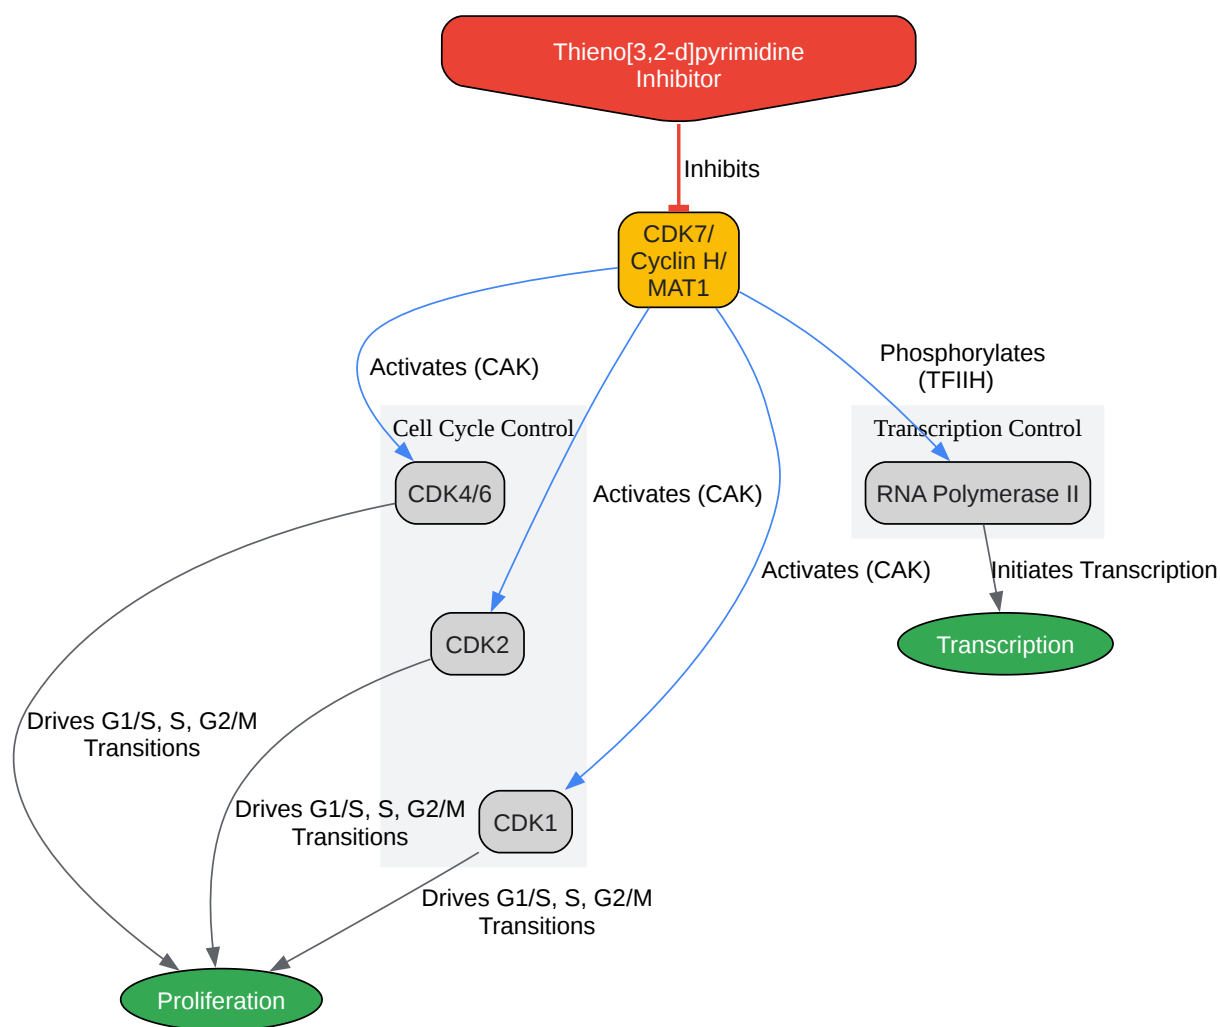 Thieno[3,2-d]pyrimidine
Inhibitor
Inhibits
CDK7/
Cyclin H/
MAT1
Phosphorylates
(TFIIH)
Activates (CAK)
Cell Cycle Control
Transcription Control
CDK4/6
Activates (CAK)
RNA Polymerase II
Activates (CAK)
Initiates Transcription
CDK2
Transcription
Drives G1/S, S, G2/M
Transitions
Drives G1/S, S, G2/M
Transitions
CDK1
Drives G1/S, S, G2/M
Transitions
Proliferation